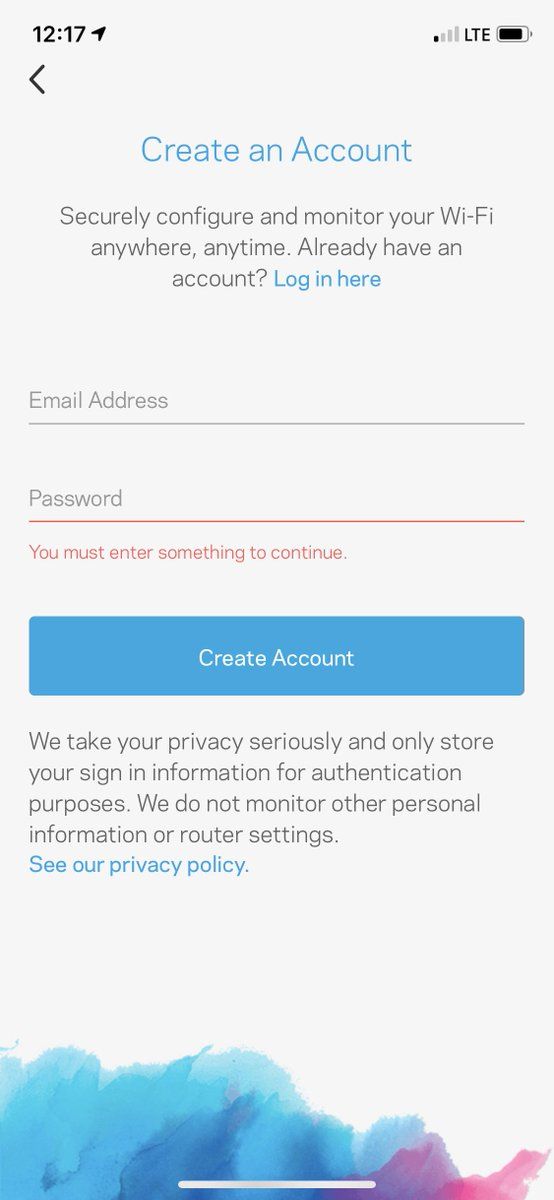 12:17 LTE
Create an Account
Securely configure and monitor your Wi-Fi
anywhere, anytime. Already have an
account? Log in here
Email Address
Password
You must enter something to continue.
Create Account
We take your privacy seriously and only store
your sign in information for authentication
purposes. We do not monitor other personal
information or router settings.
See our privacy policy.